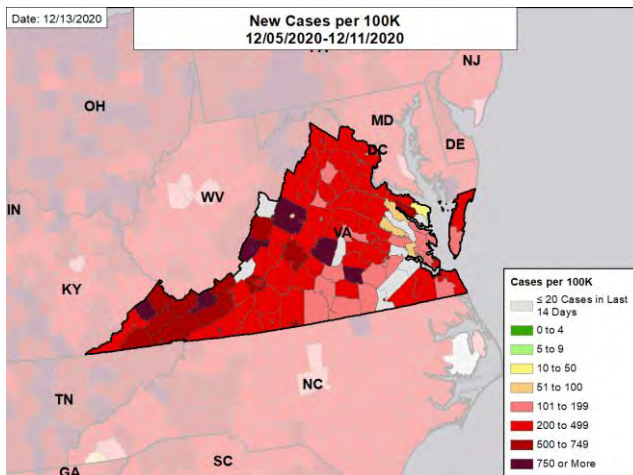 Date: 12/13/2020
New Cases per 100K
12/05/2020-12/11/2020
NJ
OH
MD
DE
DC
WV
IN
VA
KY
Cases per 100K
≤ 20 Cases in Last
14 Days
0 to 4
5 to 9
10 to 50
51 to 100
101 to 199
200 to 499
500 to 749
750 or More
TN
NC
SC
GA